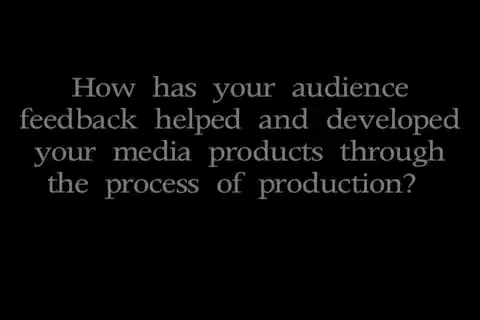 How has your audience
feedback helped and developed
your media products through
the process of production?